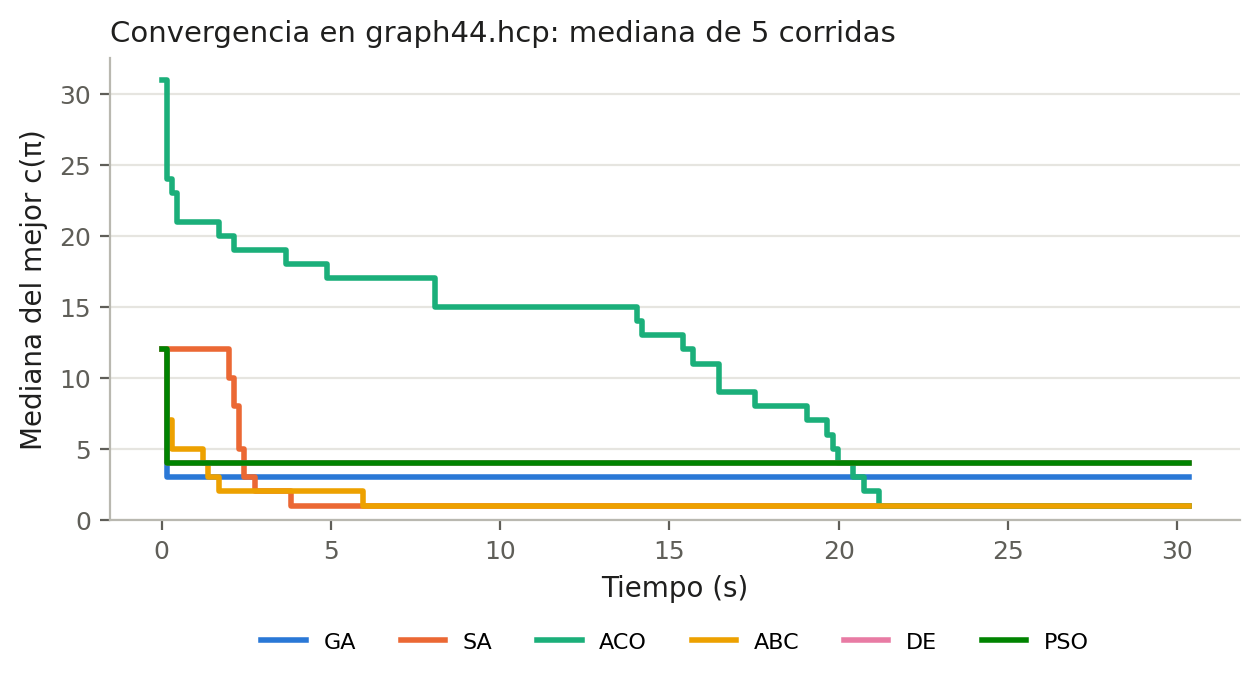 Convergencia en graph44.hcp: mediana de 5 corridas
Mediana del mejor c(π)
30
25
20
15
10
5
0
0 5 10 15 20 25 30
Tiempo (s)
GA SA ACO ABC DE PSO